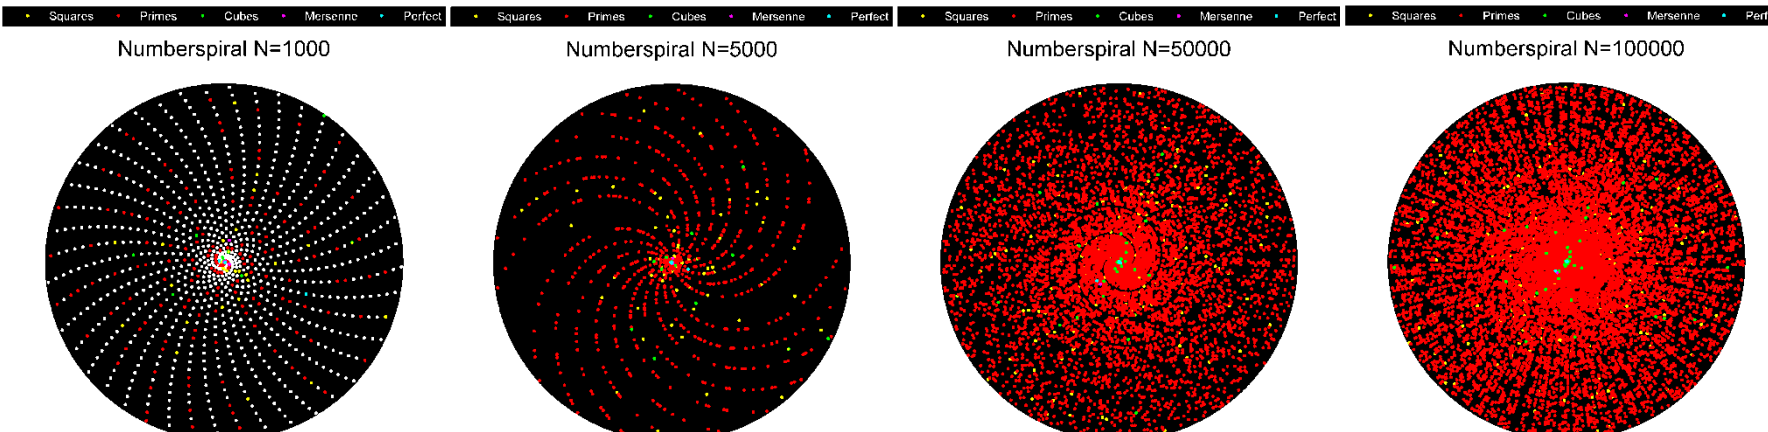 Squares Primes Cubes Mersenne Perfect
Numberspiral N=1000
Squares Primes Cubes Mersenne Perfect
Numberspiral N=5000
Squares Primes Cubes Mersenne Perfect
Numberspiral N=50000
Squares Primes Cubes Mersenne Perf
Numberspiral N=100000